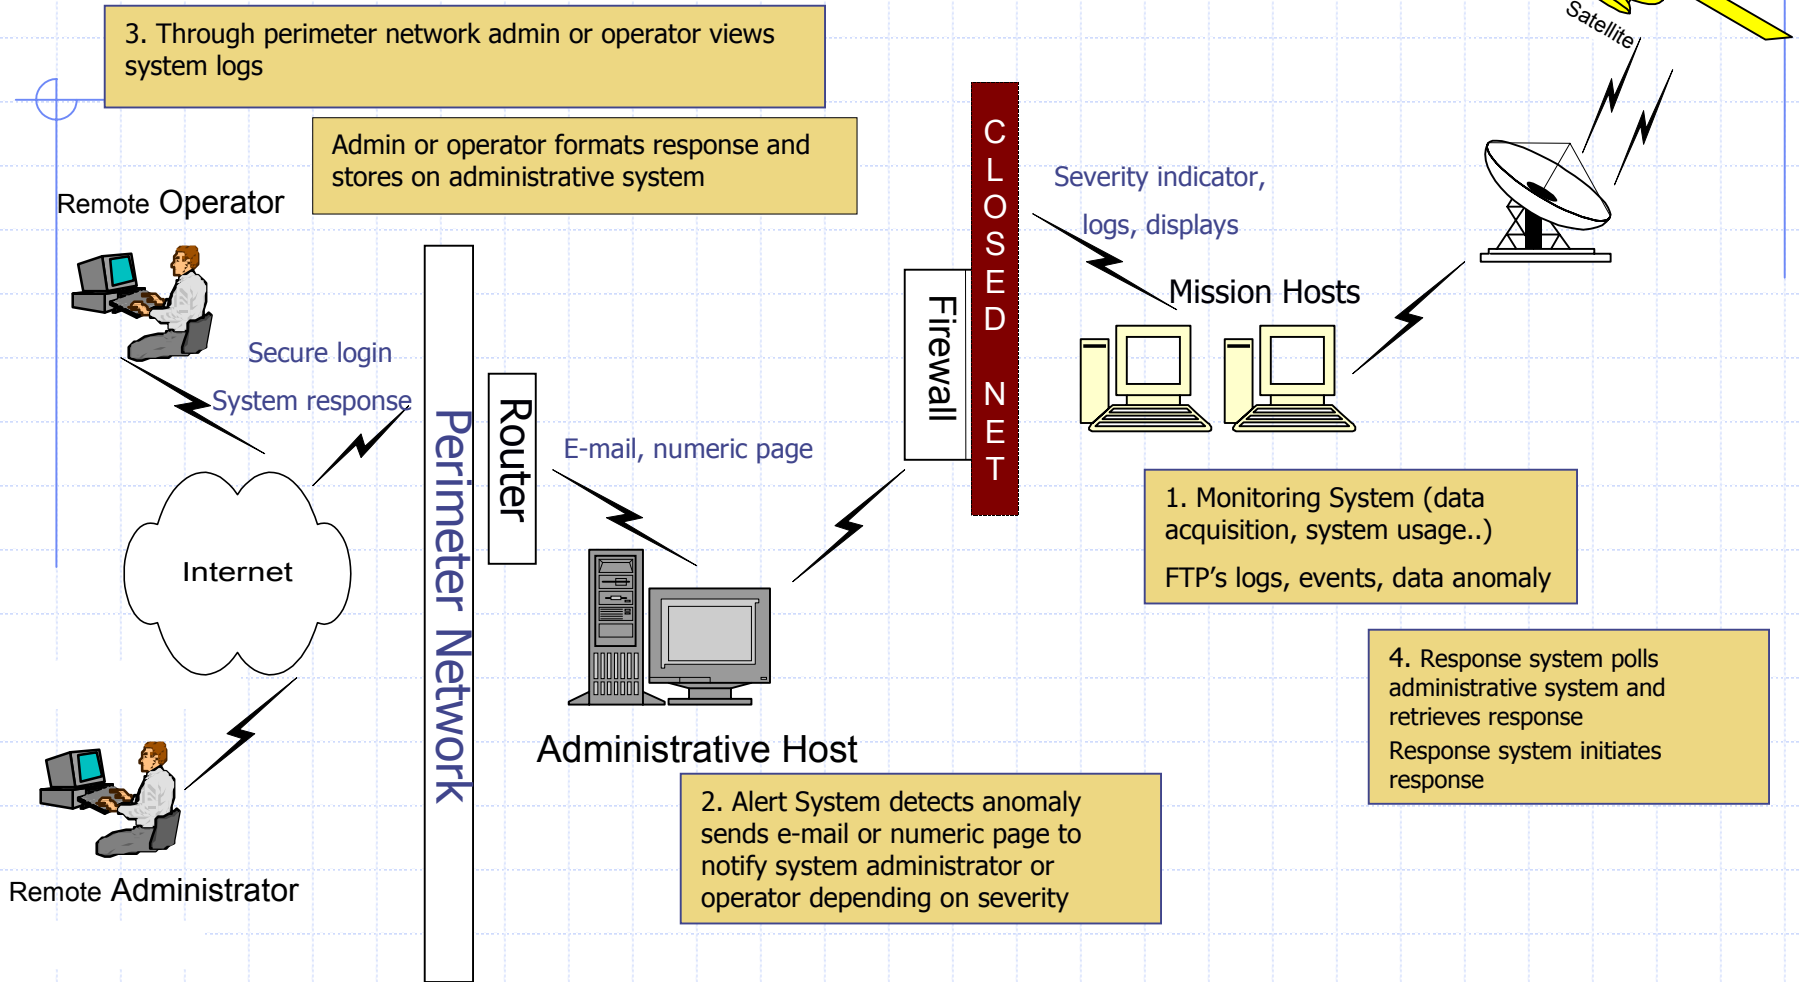 Satellite
3. Through perimeter network admin or operator views
system logs
Admin or operator formats response and
stores on administrative system
Remote Operator
Secure login
System response
Internet
Remote Administrator
Perimeter Network
Router
E-mail, numeric page
Administrative Host
2. Alert System detects anomaly
sends e-mail or numeric page to
notify system administrator or
operator depending on severity
Firewall
CLOSED NET
Severity indicator,
logs, displays
Mission Hosts
1. Monitoring System (data
acquisition, system usage..)
FTP's logs, events, data anomaly
4. Response system polls
administrative system and
retrieves response
Response system initiates
response